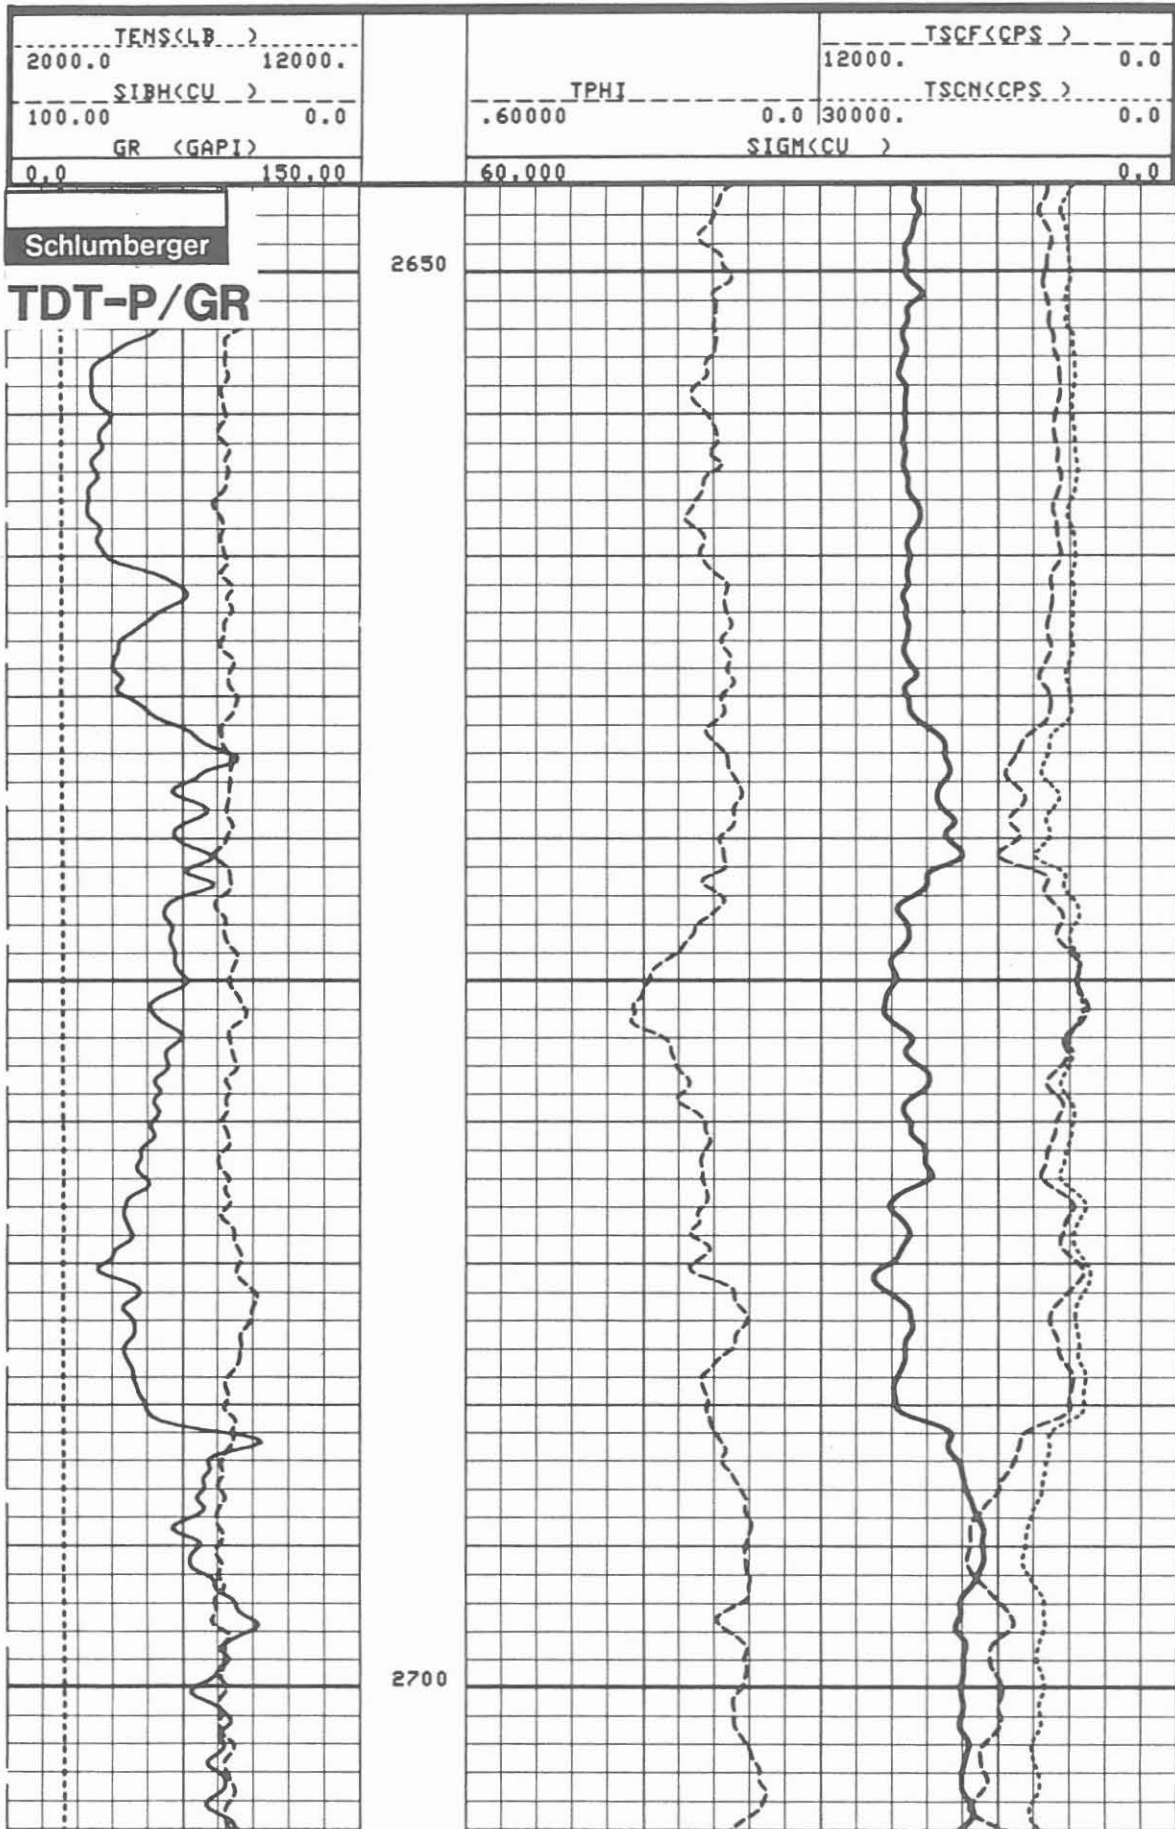 TENS(LB )
2000.0 12000.
SIBH(CU )
100.00 0.0
GR (GAPI)
0.0 150.00
TSCF(CPS )
12000. 0.0
TPHI
.60000 0.0
TSCN(CPS )
30000. 0.0
SIGM(CU )
60.000 0.0
Schlumberger
TDT-P/GR
2650
2700